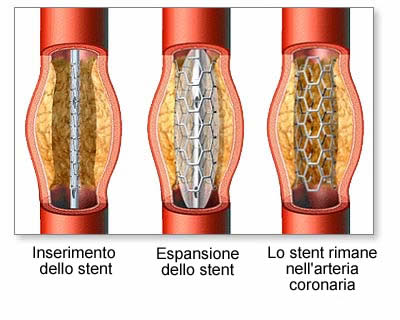 Inserimento
dello stent
Espansione
dello stent
Lo stent rimane
nell'arteria
coronaria